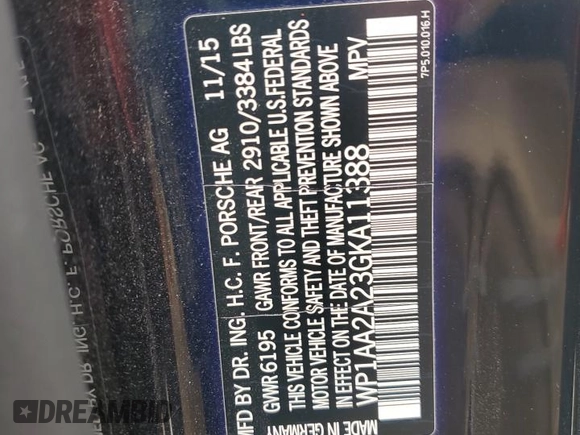 MFD BY DR. ING. H.C. F. PORSCHE AG 11/15
GWVR 6195 GAWR FRONT/REAR 2910/3384 LBS
THIS VEHICLE CONFORMS TO ALL APPLICABLE U.S.FEDERAL
MOTOR VEHICLE SAFETY AND THEFT PREVENTION STANDARDS
IN EFFECT ON THE DATE OF MANUFACTURE SHOWN ABOVE
WP1AA2A23GKA11388 MPV
IN GERMANY
7P5.010.016.H
DREAMBID